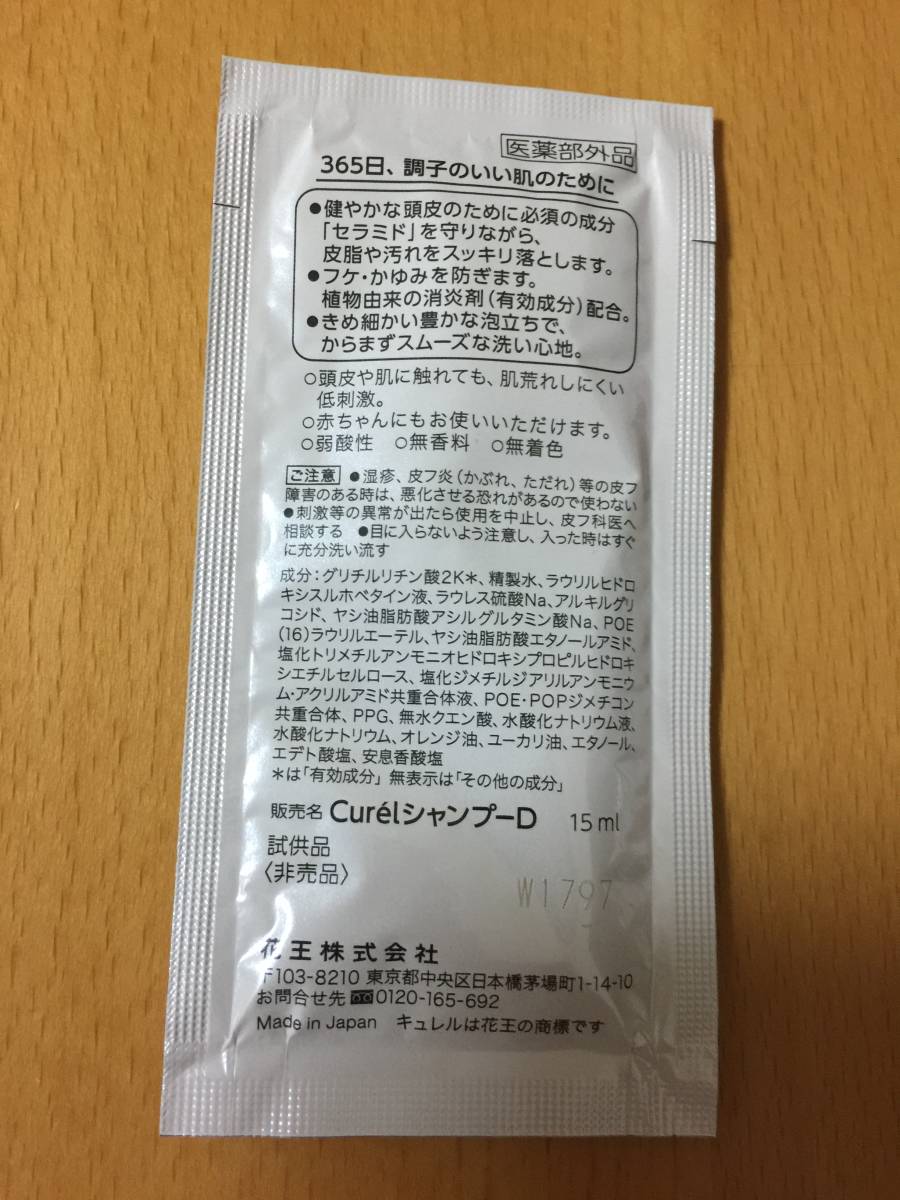 医薬部外品
365日、調子のいい肌のために
●健やかな頭皮のために必須の成分
「セラミド」を守りながら、
皮脂や汚れをスッキリ落とします。
●フケ・かゆみを防ぎます。
植物由来の消炎剤(有効成分)配合。
●きめ細かい豊かな泡立ちで、
からまずスムーズな洗い心地。
○頭皮や肌に触れても、肌荒れしにくい
低刺激。
○赤ちゃんにもお使いいただけます。
○弱酸性 ○無香料 ○無着色
ご注意 ●湿疹、皮フ炎(かぶれ、ただれ)等の皮フ
障害のある時は、悪化させる恐れがあるので使わない
●刺激等の異常が出たら使用を中止し、皮フ科医へ
相談する ●目に入らないよう注意し、入った時はすぐ
に充分洗い流す
成分:グリチルリチン酸2K*、精製水、ラウリルヒドロ
キシスルホベタイン液、ラウレス硫酸Na、アルキルグリ
コシド、ヤシ油脂肪酸アシルグルタミン酸Na、POE
(16)ラウリルエーテル、ヤシ油脂肪酸エタノールアミド、
塩化トリメチルアンモニオヒドロキシプロピルヒドロキ
シエチルセルロース、塩化ジメチルジアリルアンモニウ
ム・アクリルアミド共重合体液、POE・POPジメチコン
共重合体、PPG、無水クエン酸、水酸化ナトリウム液、
水酸化ナトリウム、オレンジ油、ユーカリ油、エタノール、
エデト酸塩、安息香酸塩
*は「有効成分」無表示は「その他の成分」
販売名 CurélシャンプーD 15ml
試供品
〈非売品〉
W1797
花王株式会社
〒103-8210 東京都中央区日本橋茅場町1-14-10
お問合せ先 0120-165-692
Made in Japan キュレルは花王の商標です